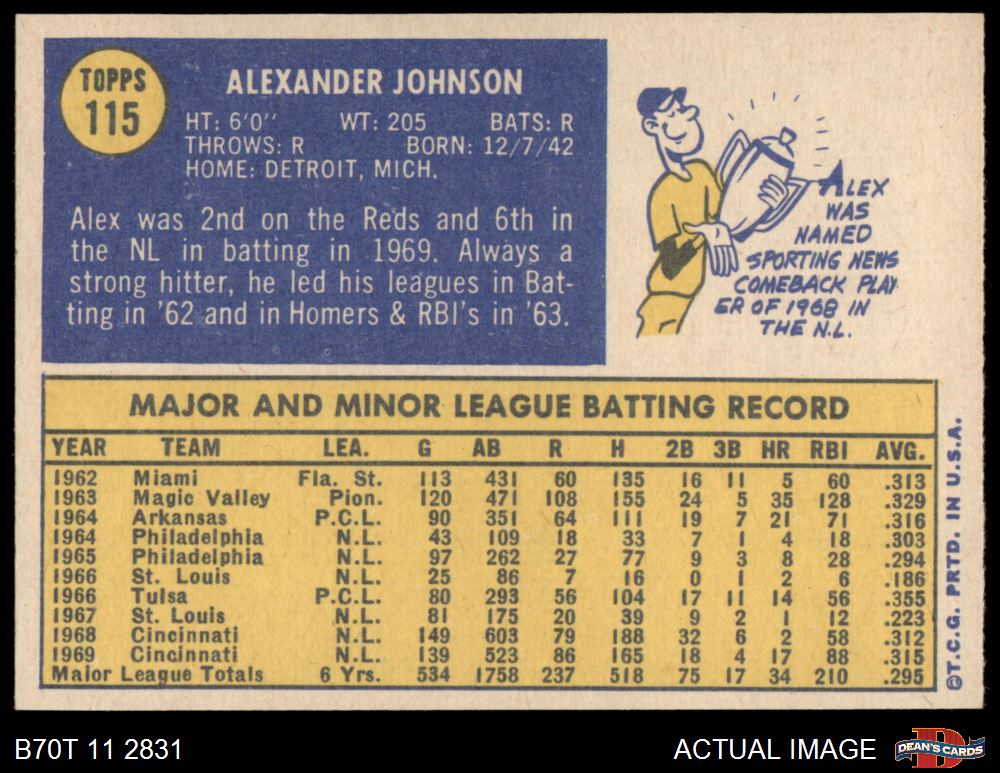 TOPPS
115
ALEXANDER JOHNSON
HT: 6'0'' WT: 205 BATS: R
THROWS: R BORN: 12/7/42
HOME: DETROIT, MICH.
Alex was 2nd on the Reds and 6th in
the NL in batting in 1969. Always a
strong hitter, he led his leagues in Bat-
ting in '62 and in Homers & RBI's in '63.
ALEX
WAS
NAMED
SPORTING NEWS
COMEBACK PLAY
ER OF 1968 IN
THE N.L.
MAJOR AND MINOR LEAGUE BATTING RECORD
YEAR TEAM LEA. G AB R H 2B 3B HR RBI AVG.
1962 Miami Fla. St. 113 431 60 135 16 11 5 60 .313
1963 Magic Valley Pion. 120 471 108 155 24 5 35 128 .329
1964 Arkansas P.C.L. 90 351 64 111 19 7 21 71 .316
1964 Philadelphia N.L. 43 109 18 33 7 1 4 18 .303
1965 Philadelphia N.L. 97 262 27 77 9 3 8 28 .294
1966 St. Louis N.L. 25 86 7 16 0 1 2 6 .186
1966 Tulsa P.C.L. 80 293 56 104 17 11 14 56 .355
1967 St. Louis N.L. 81 175 20 39 9 2 1 12 .223
1968 Cincinnati N.L. 149 603 79 188 32 6 2 58 .312
1969 Cincinnati N.L. 139 523 86 165 18 4 17 88 .315
Major League Totals 6 Yrs. 534 1758 237 518 75 17 34 210 .295
©T.C.G. PRTD. IN U.S.A.
B70T 11 2831
ACTUAL IMAGE
D
DEAN'S CARDS